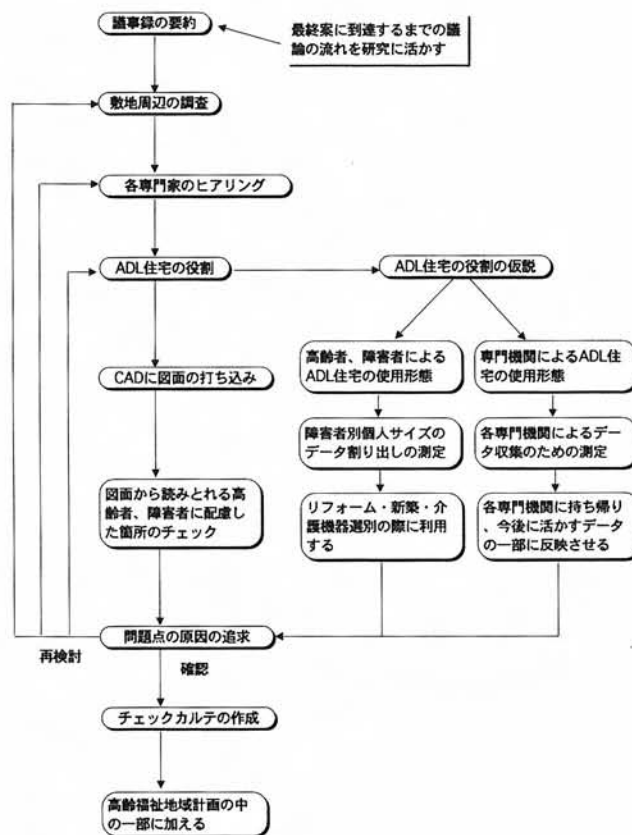 議事録の要約
最終案に到達するまでの議
論の流れを研究に活かす
敷地周辺の調査
各専門家のヒアリング
ADL住宅の役割
ADL住宅の役割の仮説
CADに図面の打ち込み
高齢者、障害者による
ADL住宅の使用形態
専門機関によるADL住
宅の使用形態
障害者別個人サイズの
データ割り出しの測定
各専門機関によるデー
タ収集のための測定
図面から読みとれる高
齢者、障害者に配慮し
た箇所のチェック
リフォーム・新築・介
護機器選別の際に利用
する
各専門機関に持ち帰り
、今後に活かすデータ
の一部に反映させる
問題点の原因の追求
再検討
確認
チェックカルテの作成
高齢福祉地域計画の中
の一部に加える